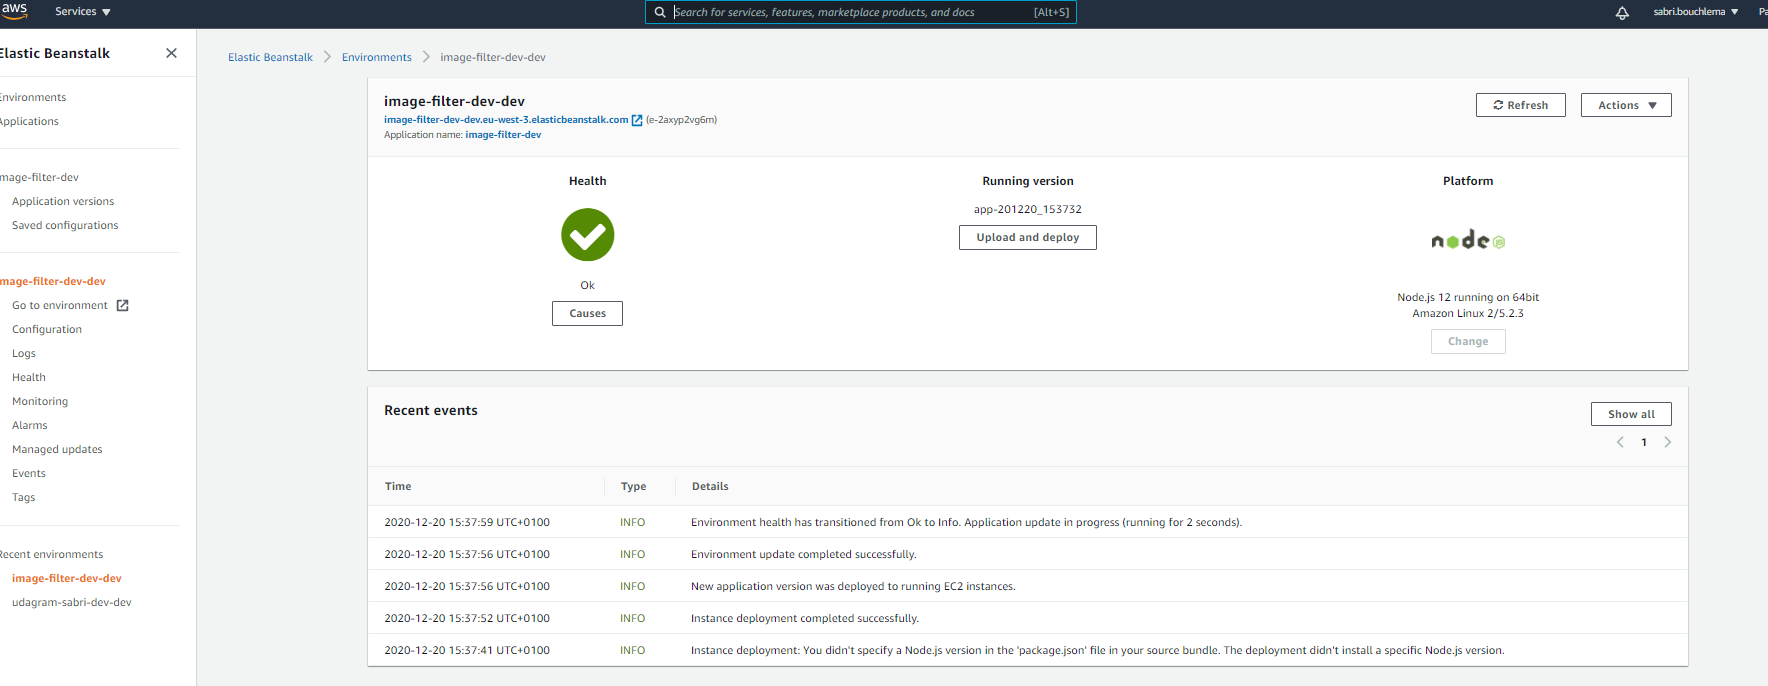 aws
Services
Search for services, features, marketplace products, and docs
[Alt+S]
sabri.bouchlema
Pa
Elastic Beanstalk
Elastic Beanstalk
Environments
image-filter-dev-dev
Environments
Applications
image-filter-dev
Application versions
Saved configurations
image-filter-dev-dev
Go to environment
Configuration
Logs
Health
Monitoring
Alarms
Managed updates
Events
Tags
Recent environments
image-filter-dev-dev
udagram-sabri-dev-dev
image-filter-dev-dev
image-filter-dev-dev.eu-west-3.elasticbeanstalk.com (e-2axyp2vg6m)
Application name: image-filter-dev
Refresh
Actions
Health
Ok
Causes
Running version
app-201220_153732
Upload and deploy
Platform
node JS
Node.js 12 running on 64bit
Amazon Linux 2/5.2.3
Change
Recent events
Show all
1
Time Type Details
2020-12-20 15:37:59 UTC+0100 INFO Environment health has transitioned from Ok to Info. Application update in progress (running for 2 seconds).
2020-12-20 15:37:56 UTC+0100 INFO Environment update completed successfully.
2020-12-20 15:37:56 UTC+0100 INFO New application version was deployed to running EC2 instances.
2020-12-20 15:37:52 UTC+0100 INFO Instance deployment completed successfully.
2020-12-20 15:37:41 UTC+0100 INFO Instance deployment: You didn't specify a Node.js version in the 'package.json' file in your source bundle. The deployment didn't install a specific Node.js version.